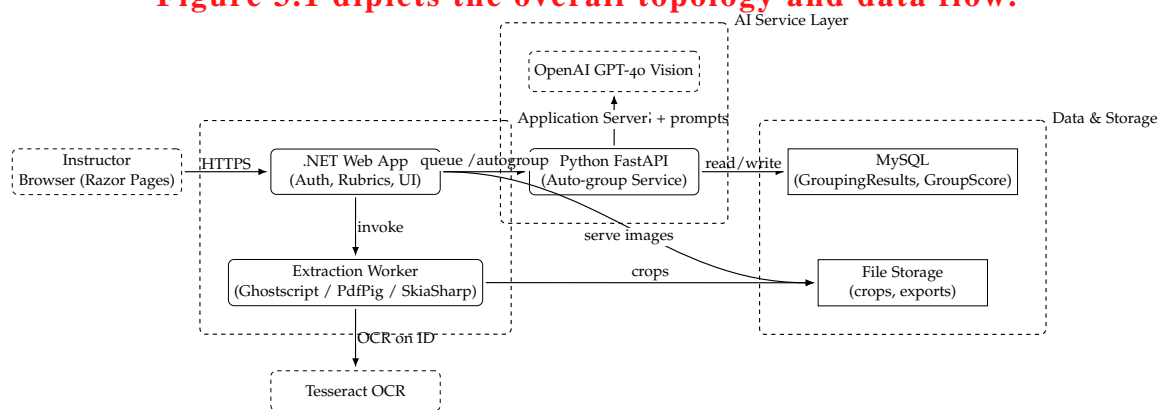 Figure 3.1 dipicts the overall topology and data flow.
AI Service Layer
OpenAI GPT-4o Vision
Application Server + prompts
Data & Storage
Instructor
Browser (Razor Pages)
HTTPS
.NET Web App
(Auth, Rubrics, UI)
queue /autogroup
Python FastAPI
(Auto-group Service)
read/write
MySQL
(GroupingResults, GroupScore)
invoke
serve images
Extraction Worker
(Ghostscript / PdfPig / SkiaSharp)
crops
File Storage
(crops, exports)
OCR on ID
Tesseract OCR